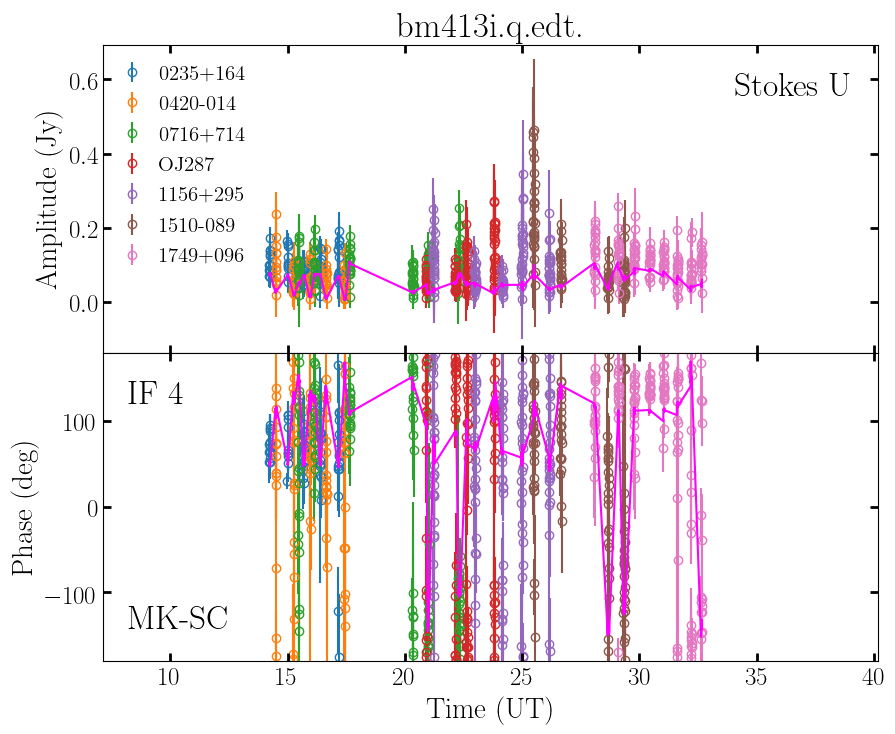 bm413i.q.edt.
Amplitude (Jy)
0.6
0.4
0.2
0.0
0235+164
0420-014
0716+714
OJ287
1156+295
1510-089
1749+096
Stokes U
Phase (deg)
100
0
−100
IF 4
MK-SC
10 15 20 25 30 35 40
Time (UT)